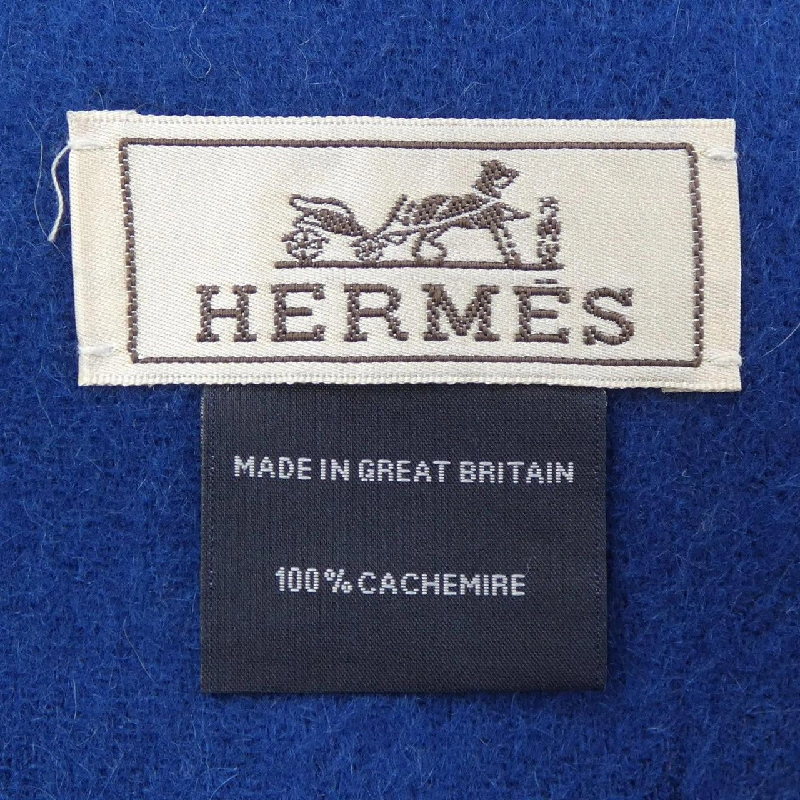 HERMÈS
MADE IN GREAT BRITAIN
100% CACHEMIRE